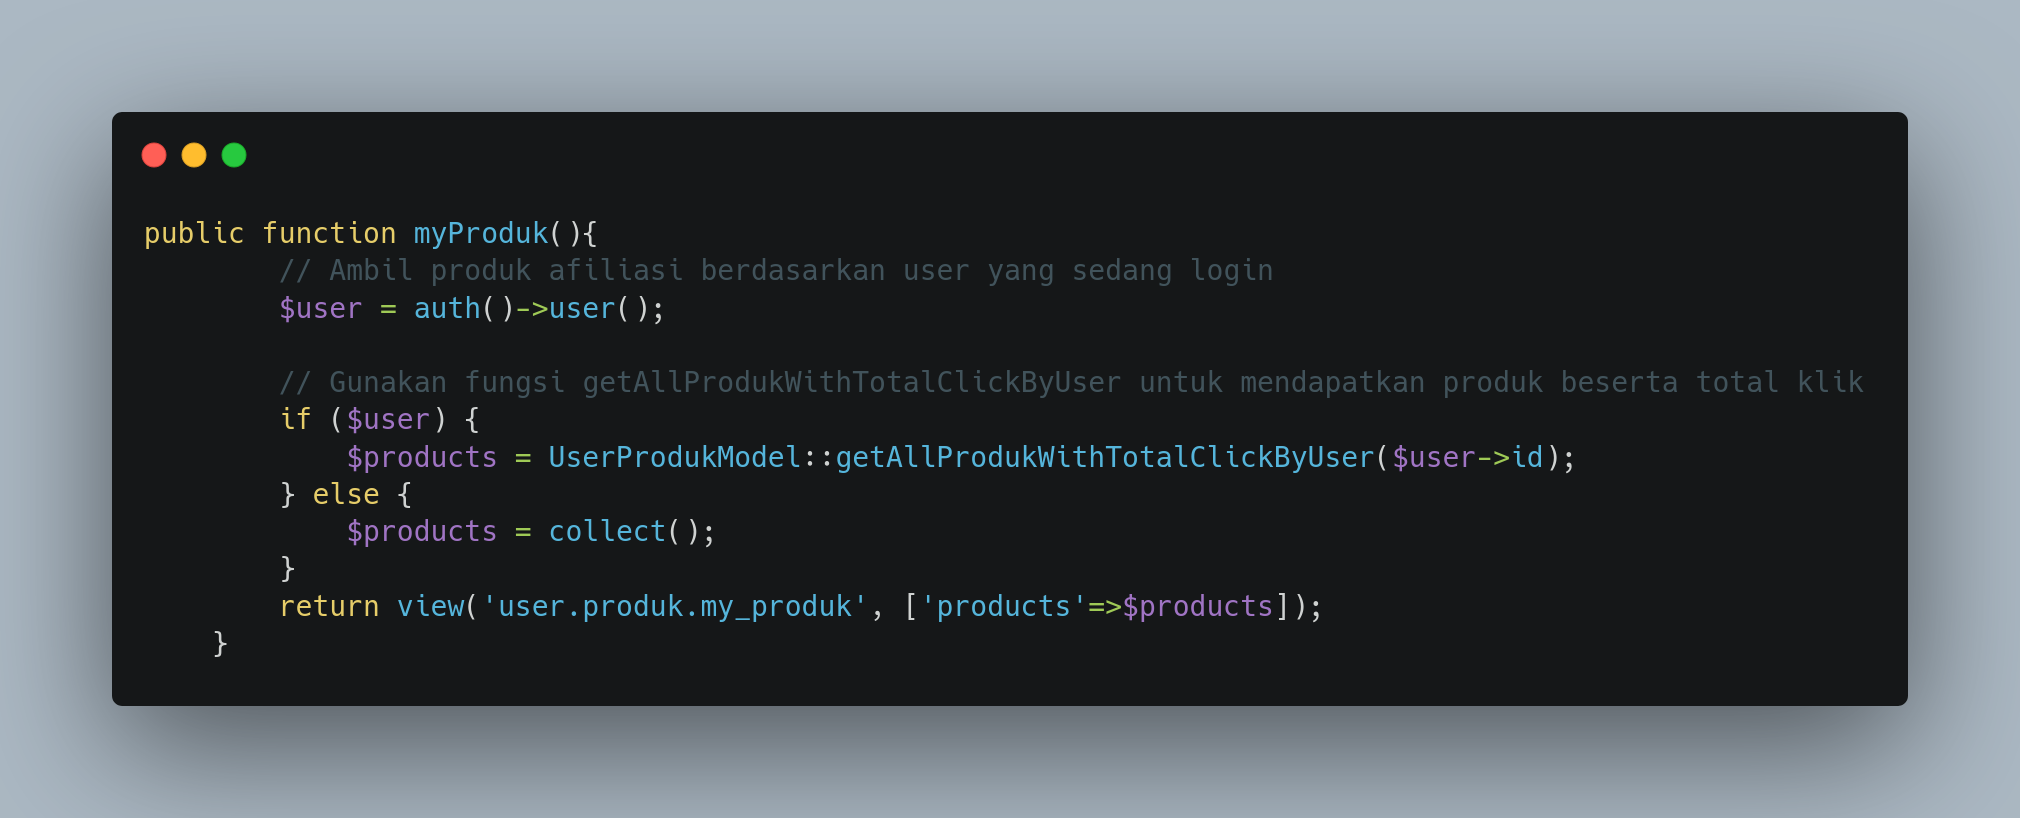 public function myProduk(){
        // Ambil produk afiliasi berdasarkan user yang sedang login
        $user = auth()->user();

        // Gunakan fungsi getAllProdukWithTotalClickByUser untuk mendapatkan produk beserta total klik
        if ($user) {
            $products = UserProdukModel::getAllProdukWithTotalClickByUser($user->id);
        } else {
            $products = collect();
        }
        return view('user.produk.my_produk', ['products'=>$products]);
    }